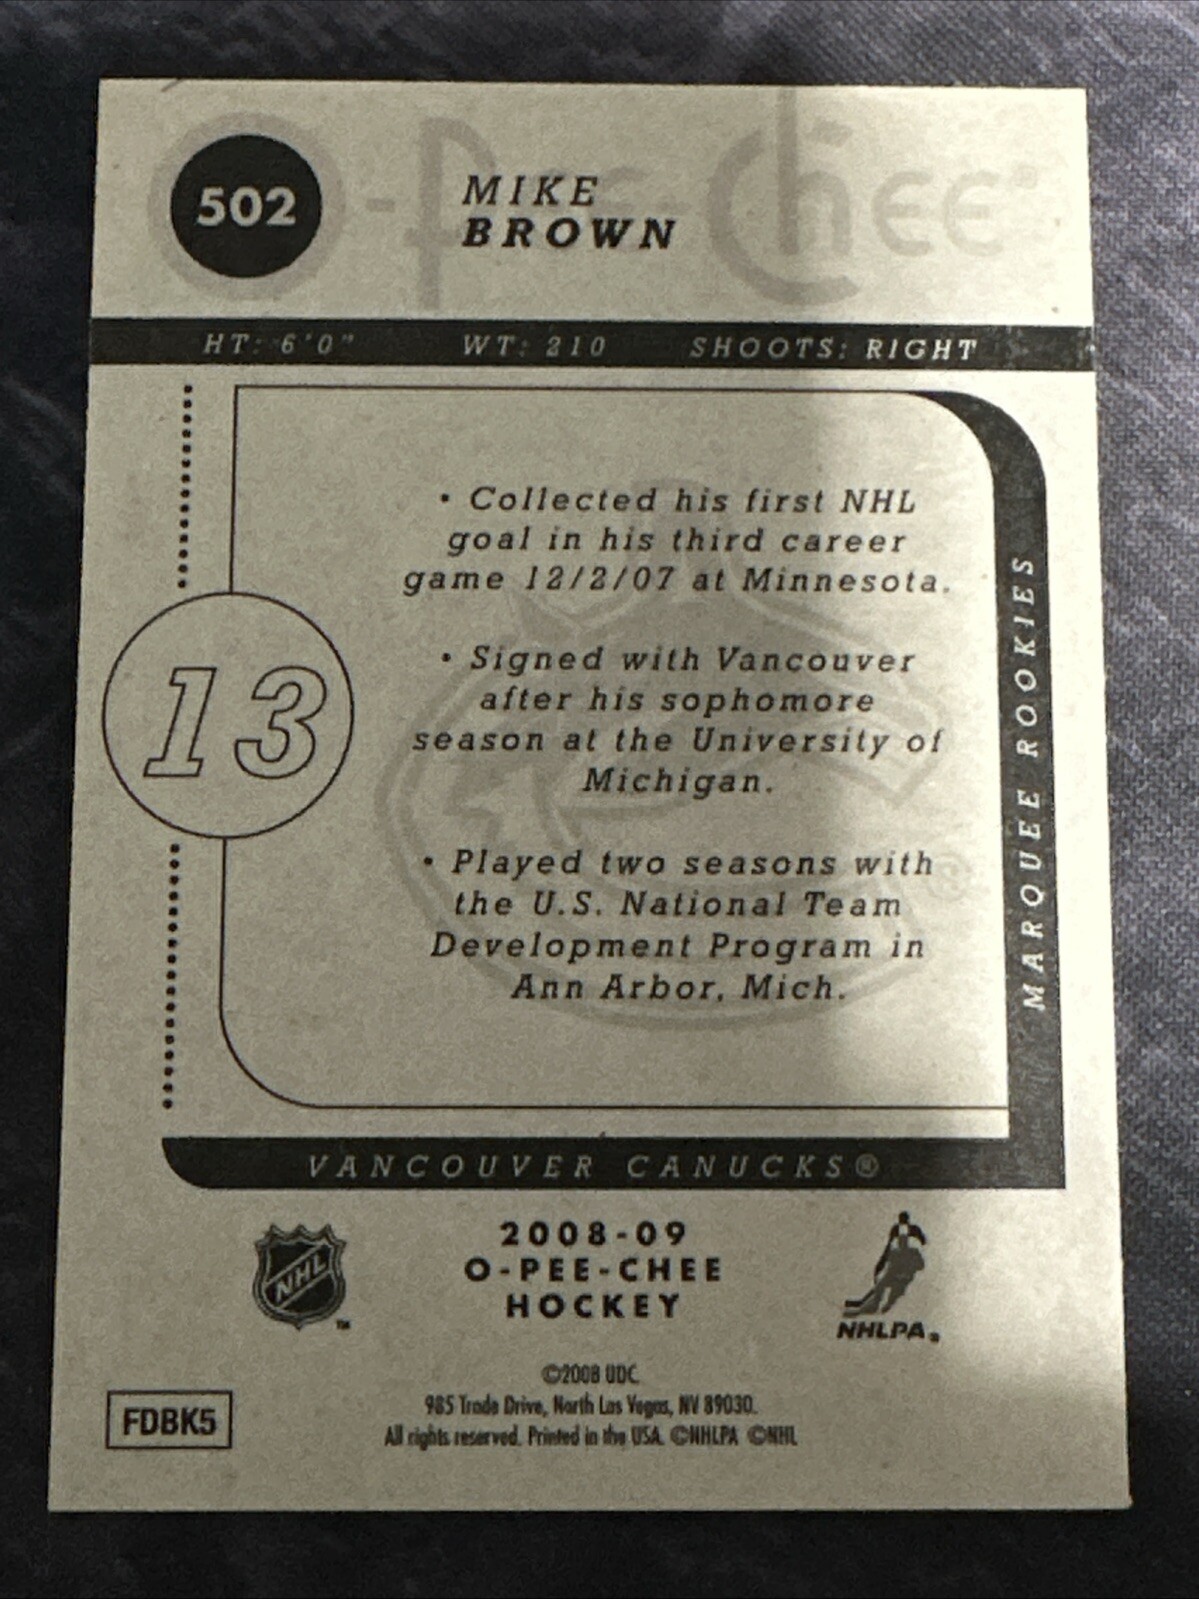 502
O-Pee-Chee
MIKE
BROWN
HT: 6'0" WT: 210 SHOOTS: RIGHT
• Collected his first NHL
goal in his third career
game 12/2/07 at Minnesota.
• Signed with Vancouver
after his sophomore
season at the University of
Michigan.
• Played two seasons with
the U.S. National Team
Development Program in
Ann Arbor, Mich.
13
MARQUEE ROOKIES
VANCOUVER CANUCKS®
NHL™
2008-09
O-PEE-CHEE
HOCKEY
NHLPA®
©2008 UDC.
985 Trade Drive, North Las Vegas, NV 89030.
All rights reserved. Printed in the USA. ©NHLPA ©NHL
FDBK5